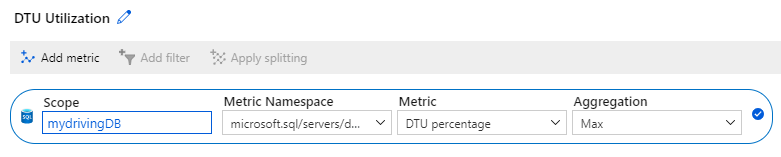 DTU Utilization
Add metric Add filter Apply splitting
Scope Metric Namespace Metric Aggregation
SQL mydrivingDB microsoft.sql/servers/d... DTU percentage Max